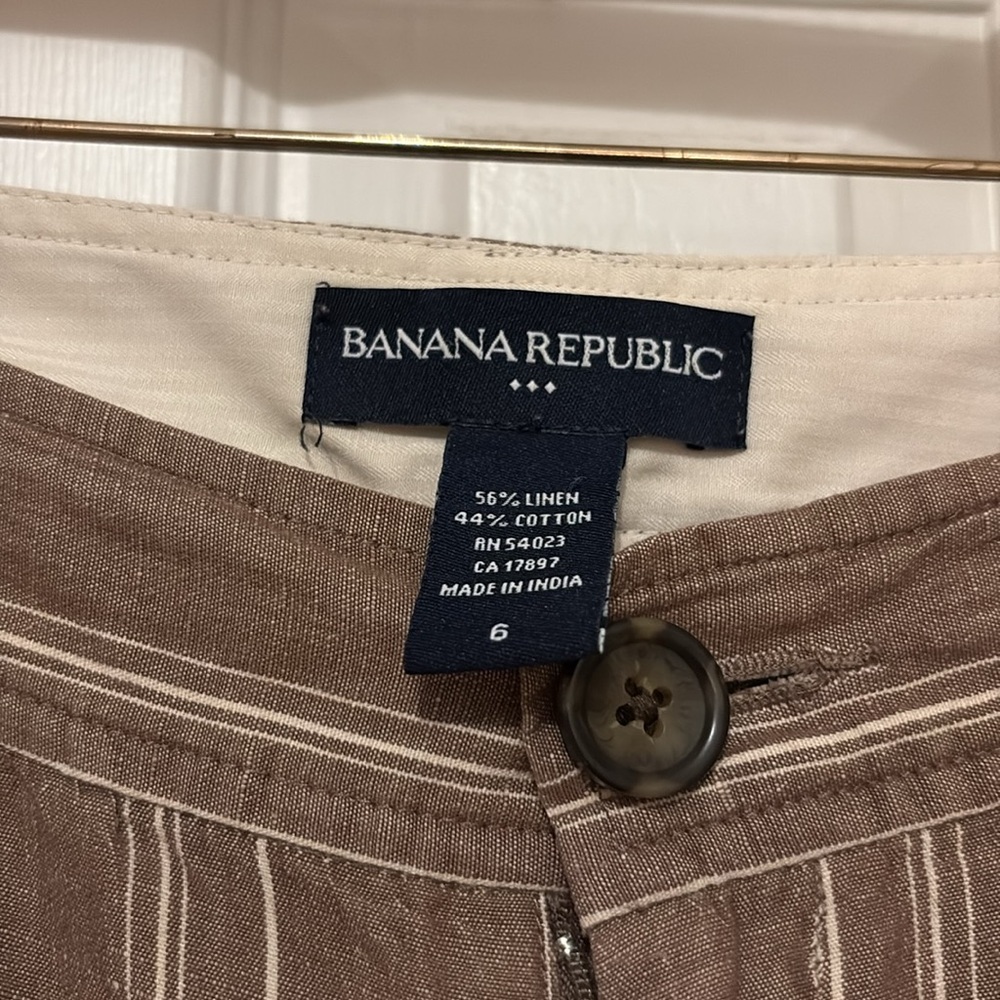 BANANA REPUBLIC
56% LINEN
44% COTTON
RN 54023
CA 17897
MADE IN INDIA
6